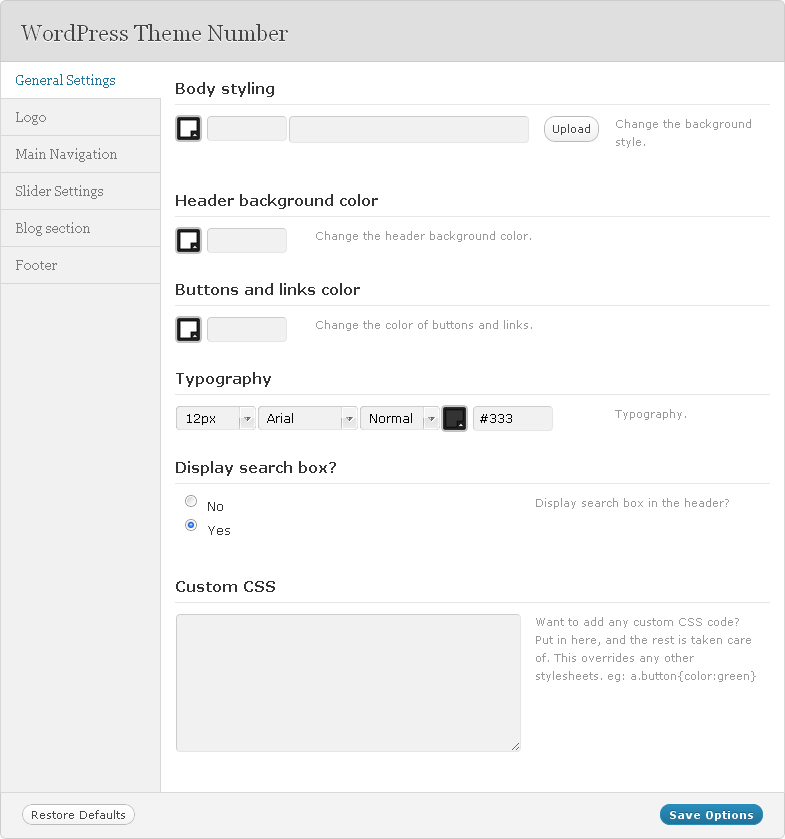 WordPress Theme Number
General Settings
Logo
Main Navigation
Slider Settings
Blog section
Footer
Body styling
Upload
Change the background
style.
Header background color
Change the header background color.
Buttons and links color
Change the color of buttons and links.
Typography
12px Arial Normal #333
Typography.
Display search box?
No
Yes
Display search box in the header?
Custom CSS
Want to add any custom CSS code?
Put in here, and the rest is taken care
of. This overrides any other
stylesheets. eg: a.button{color:green}
Restore Defaults
Save Options